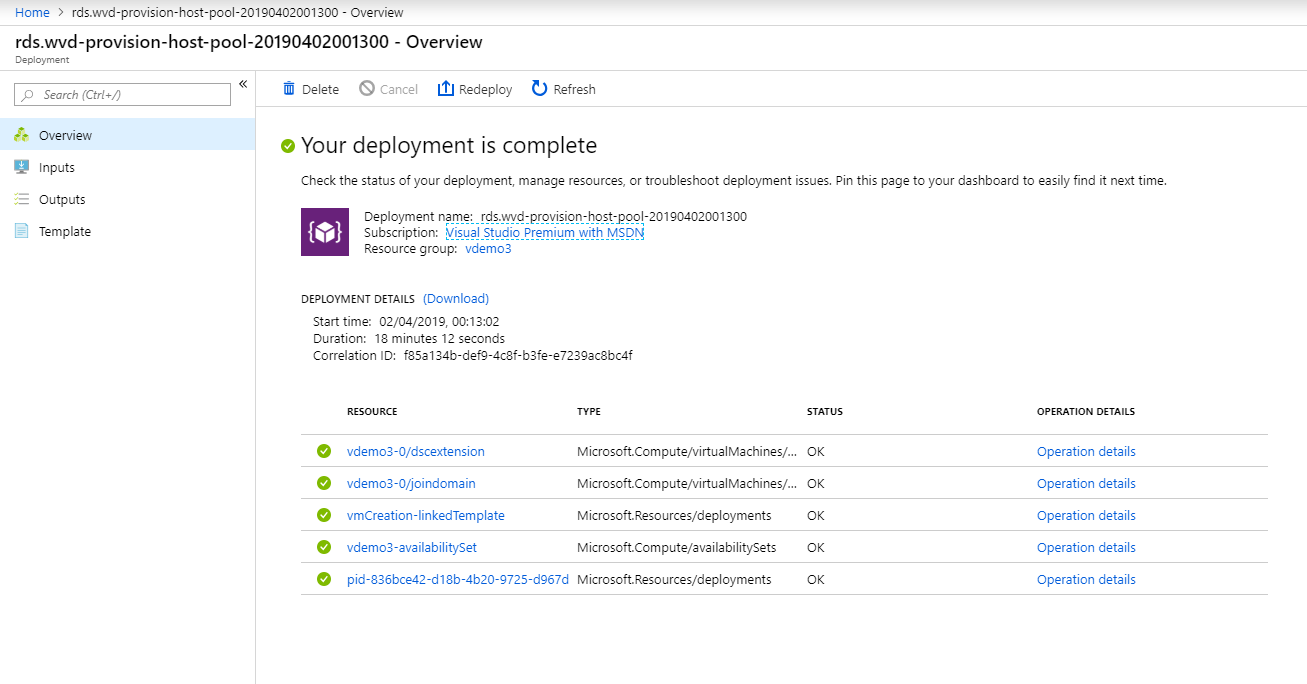 Home > rds.wvd-provision-host-pool-20190402001300 - Overview
rds.wvd-provision-host-pool-20190402001300 - Overview
Deployment
Search (Ctrl+/)
«
Overview
Inputs
Outputs
Template
Delete Cancel Redeploy Refresh
Your deployment is complete
Check the status of your deployment, manage resources, or troubleshoot deployment issues. Pin this page to your dashboard to easily find it next time.
Deployment name: rds.wvd-provision-host-pool-20190402001300
Subscription: Visual Studio Premium with MSDN
Resource group: vdemo3
DEPLOYMENT DETAILS (Download)
Start time: 02/04/2019, 00:13:02
Duration: 18 minutes 12 seconds
Correlation ID: f85a134b-def9-4c8f-b3fe-e7239ac8bc4f
RESOURCE TYPE STATUS OPERATION DETAILS
vdemo3-0/dscextension Microsoft.Compute/virtualMachines/... OK Operation details
vdemo3-0/joindomain Microsoft.Compute/virtualMachines/... OK Operation details
vmCreation-linkedTemplate Microsoft.Resources/deployments OK Operation details
vdemo3-availabilitySet Microsoft.Compute/availabilitySets OK Operation details
pid-836bce42-d18b-4b20-9725-d967d Microsoft.Resources/deployments OK Operation details